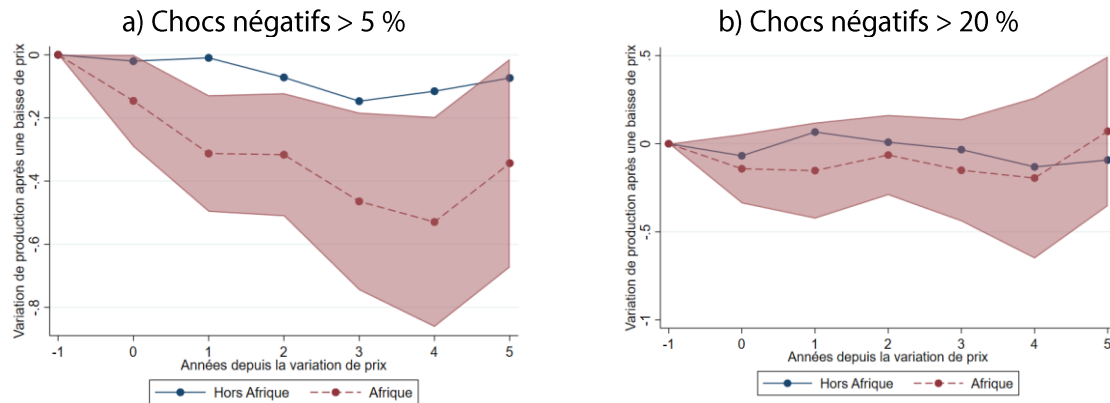 a) Chocs négatifs > 5 %
Variation de production après une baisse de prix
0
-.2
-.4
-.6
-.8
-1
0
1
2
3
4
5
Années depuis la variation de prix
Hors Afrique
Afrique
b) Chocs négatifs > 20 %
Variation de production après une baisse de prix
.5
0
-.5
-1
-1
0
1
2
3
4
5
Années depuis la variation de prix
Hors Afrique
Afrique